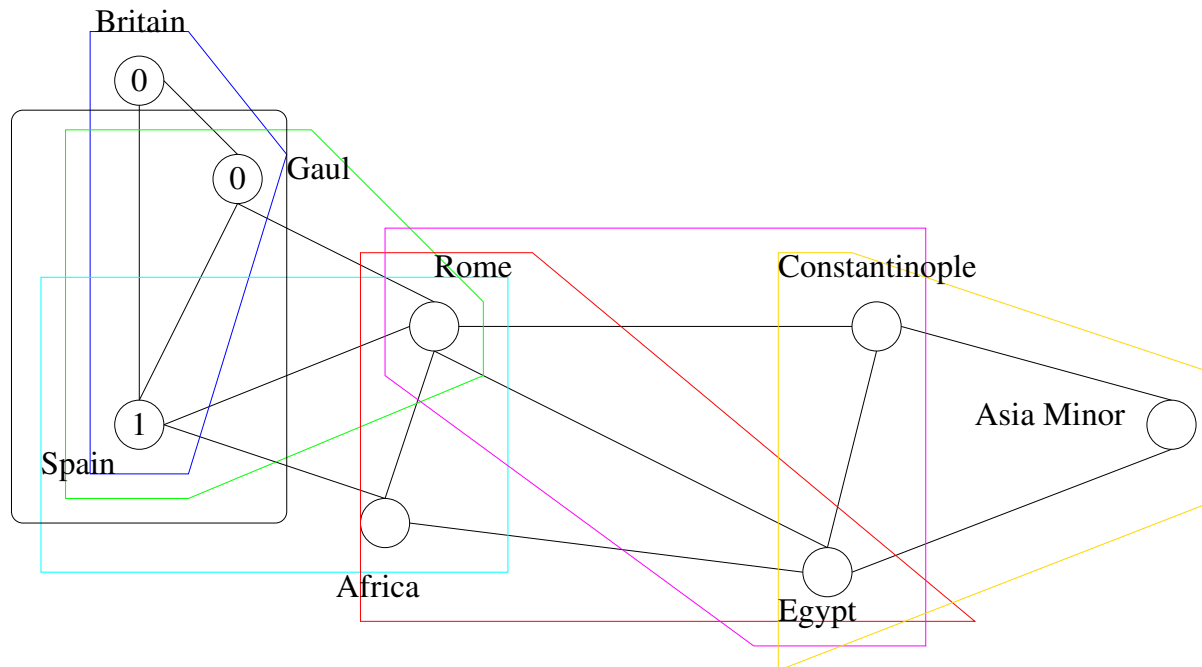 Britain
0
0
Gaul
Rome
Constantinople
1
Spain
Asia Minor
Africa
Egypt